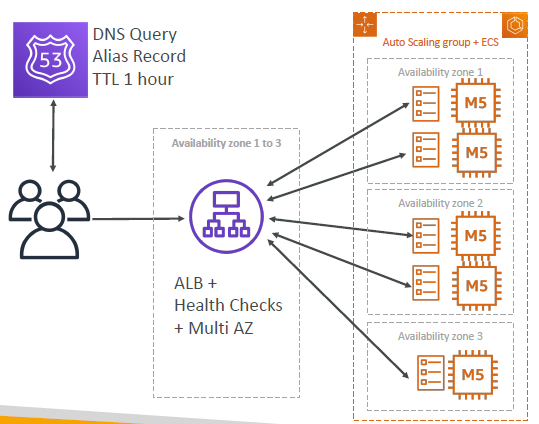 53
DNS Query
Alias Record
TTL 1 hour
Availability zone 1 to 3
ALB +
Health Checks
+ Multi AZ
Auto Scaling group + ECS
Availability zone 1
M5
M5
Availability zone 2
M5
M5
Availability zone 3
M5